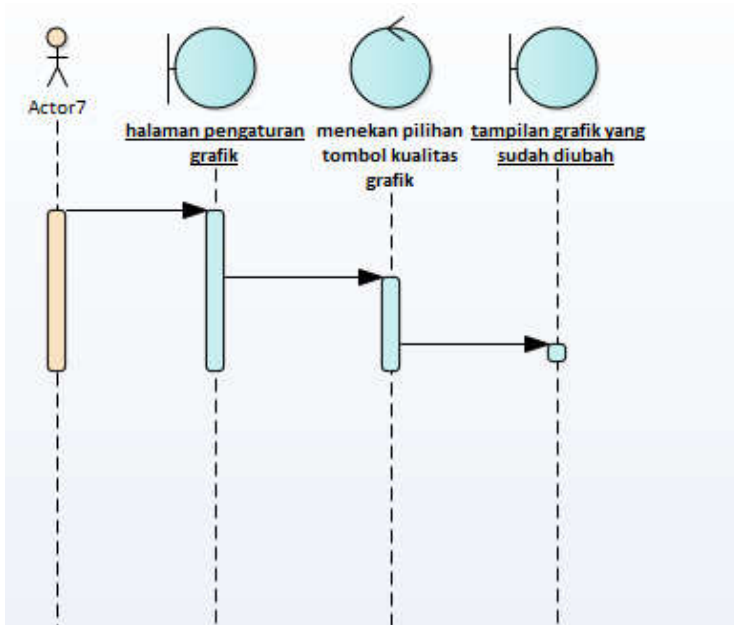 Actor7
halaman pengaturan
grafik
menekan pilihan
tombol kualitas
grafik
tampilan grafik yang
sudah diubah